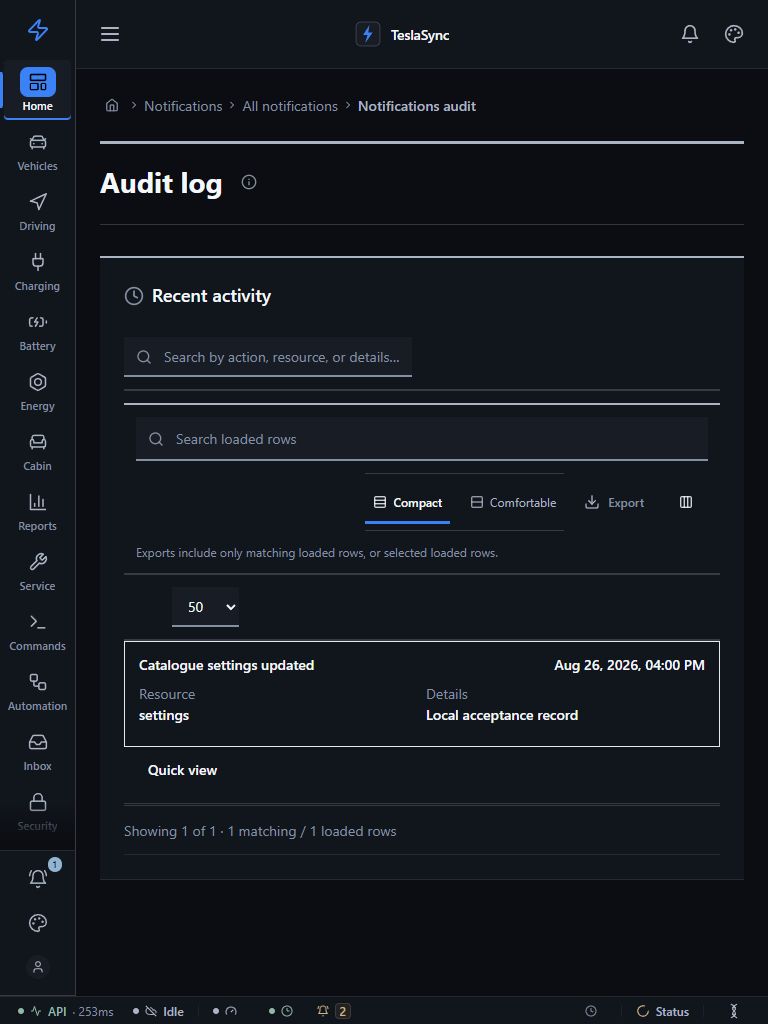 TeslaSync
Home
Vehicles
Driving
Charging
Battery
Energy
Cabin
Reports
Service
Commands
Automation
Inbox
Security
1
Notifications › All notifications › Notifications audit
Audit log
Recent activity
Search by action, resource, or details...
Search loaded rows
Compact Comfortable Export
Exports include only matching loaded rows, or selected loaded rows.
50
Catalogue settings updated Aug 26, 2026, 04:00 PM
Resource Details
settings Local acceptance record
Quick view
Showing 1 of 1 · 1 matching / 1 loaded rows
API · 253ms Idle 2 Status